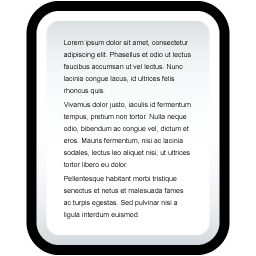 Lorem ipsum dolor sit amet, consectetur
adipiscing elit. Phasellus et odio ut lectus
faucibus accumsan ut vel lectus. Nunc
lacinia congue lacus, id ultrices felis
rhoncus quis.
Vivamus dolor justo, iaculis id fermentum
tempus, pretium non tortor. Nulla neque
odio, bibendum ac congue vel, dictum et
eros. Mauris fermentum, nisi ac lacinia
sodales, lectus leo aliquet nisi, ut ultrices
tortor libero eu dolor.
Pellentesque habitant morbi tristique
senectus et netus et malesuada fames
ac turpis egestas. Sed pulvinar nisi a
ligula interdum euismod.